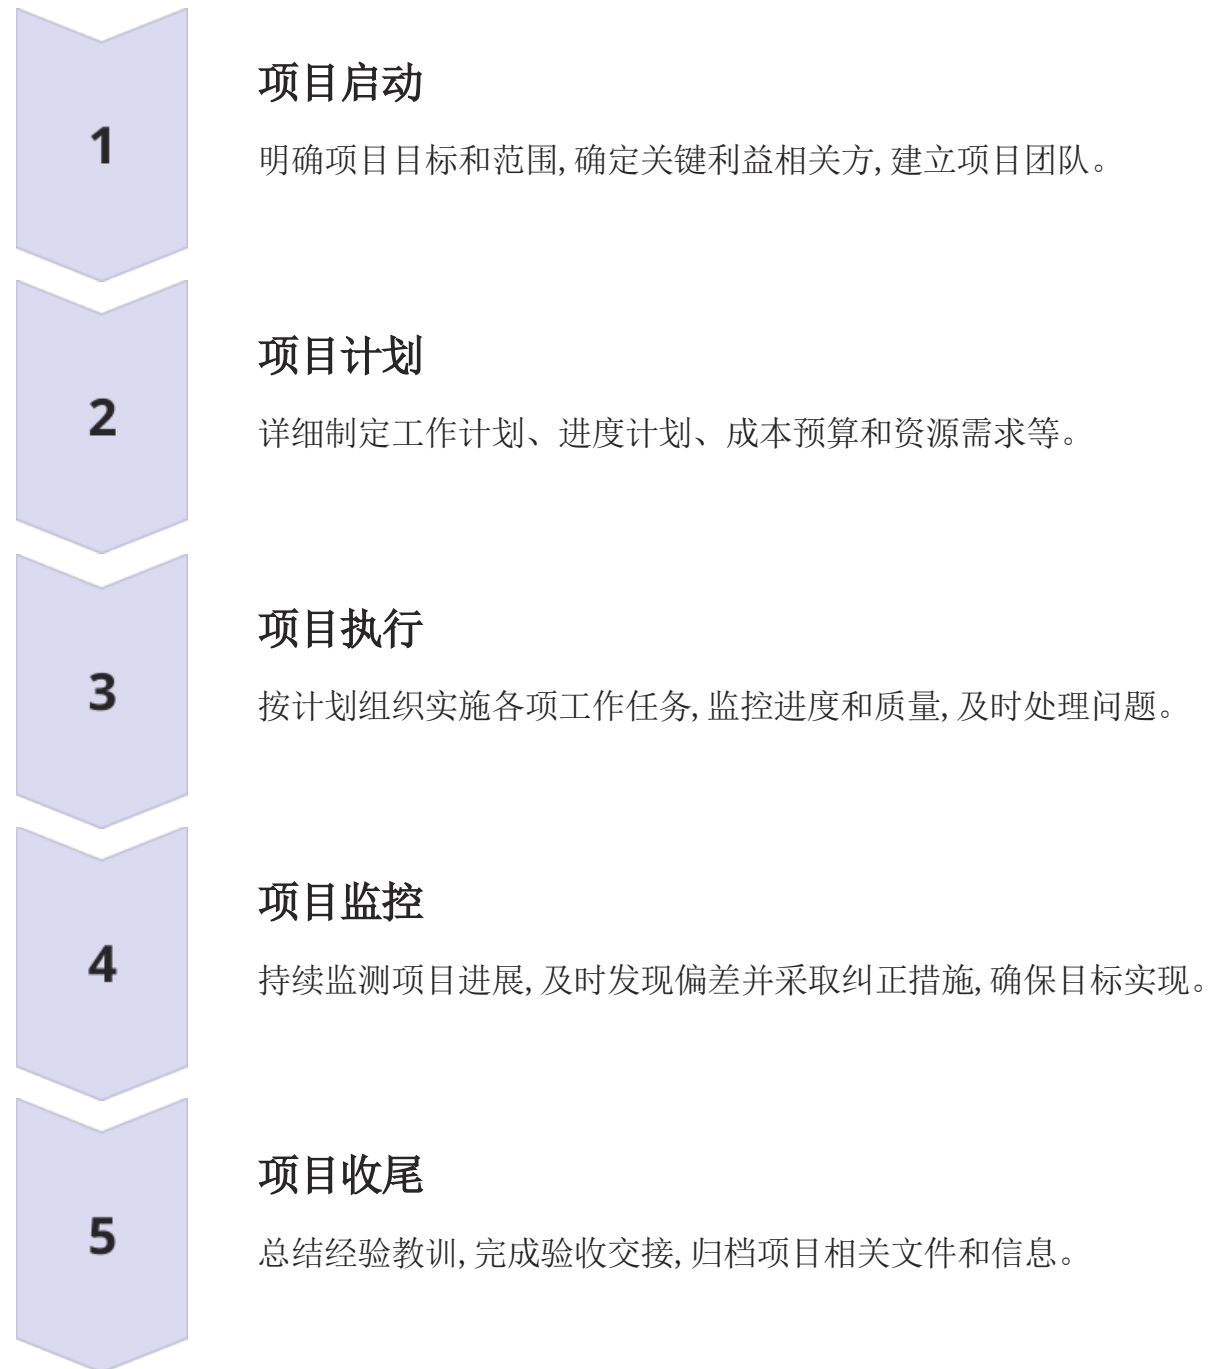 1
项目启动
明确项目目标和范围,确定关键利益相关方,建立项目团队。
2
项目计划
详细制定工作计划、进度计划、成本预算和资源需求等。
3
项目执行
按计划组织实施各项工作任务,监控进度和质量,及时处理问题。
4
项目监控
持续监测项目进展,及时发现偏差并采取纠正措施,确保目标实现。
5
项目收尾
总结经验教训,完成验收交接,归档项目相关文件和信息。